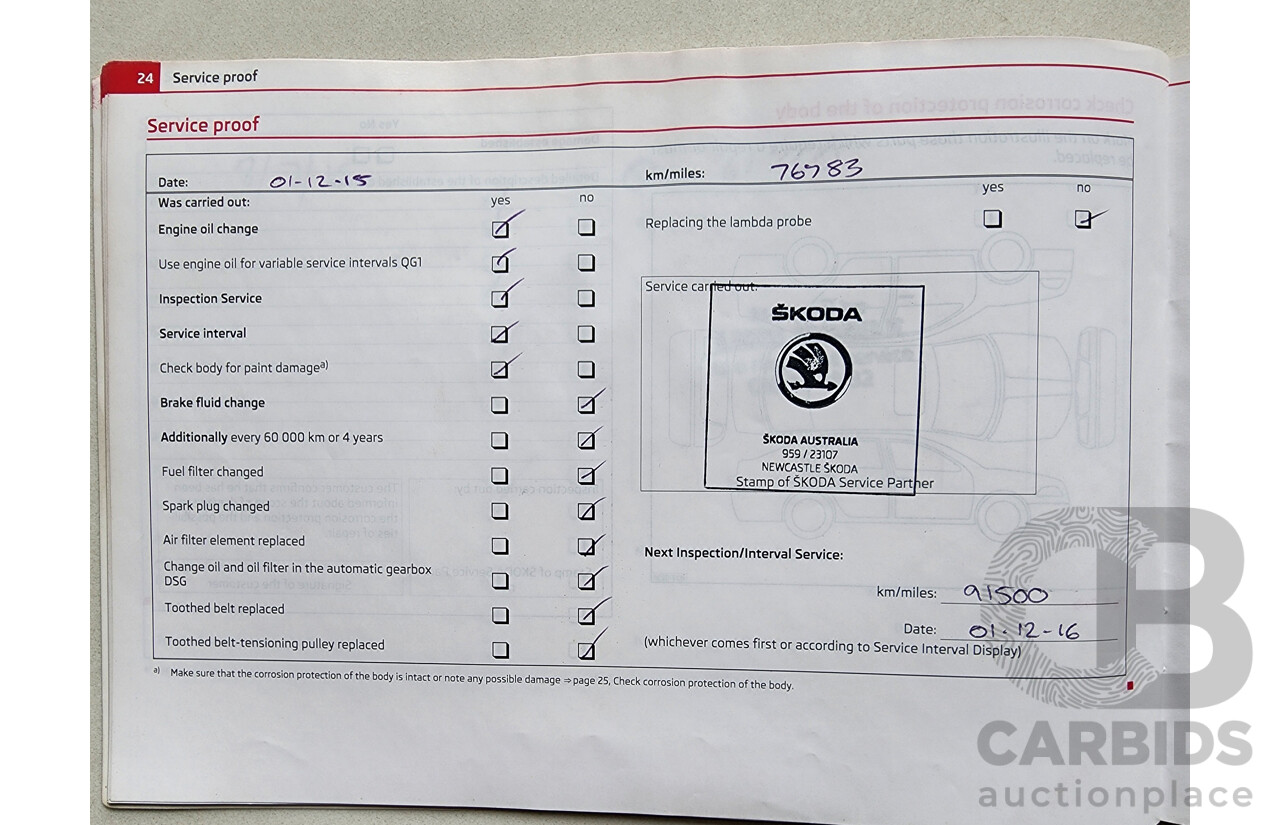 24 Service proof
Service proof
Date: 01-12-15
km/miles: 76783
Was carried out: yes no
yes no
Engine oil change
Replacing the lambda probe
Use engine oil for variable service intervals QG1
Inspection Service
Service carried out:
Service interval
Check body for paint damage a)
Brake fluid change
Additionally every 60 000 km or 4 years
Fuel filter changed
Spark plug changed
Air filter element replaced
Change oil and oil filter in the automatic gearbox
DSG
Toothed belt replaced
Toothed belt-tensioning pulley replaced
ŠKODA
ŠKODA AUSTRALIA
959 / 23107
NEWCASTLE ŠKODA
Stamp of ŠKODA Service Partner
Next Inspection/Interval Service:
km/miles: 91500
Date: 01-12-16
(whichever comes first or according to Service Interval Display)
a) Make sure that the corrosion protection of the body is intact or note any possible damage ⇒ page 25, Check corrosion protection of the body.
CARBIDS
auctionplace